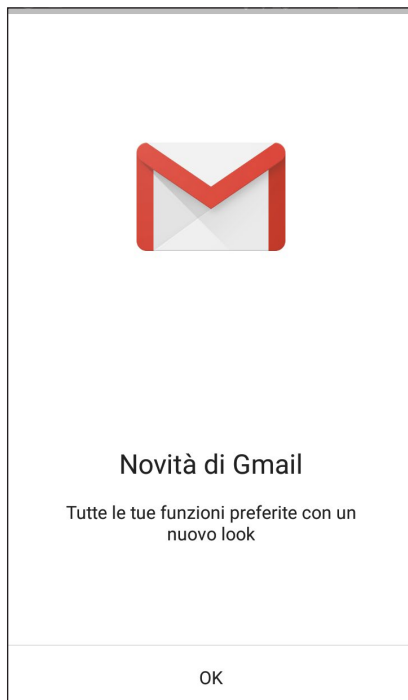 Novità di Gmail
Tutte le tue funzioni preferite con un
nuovo look
OK